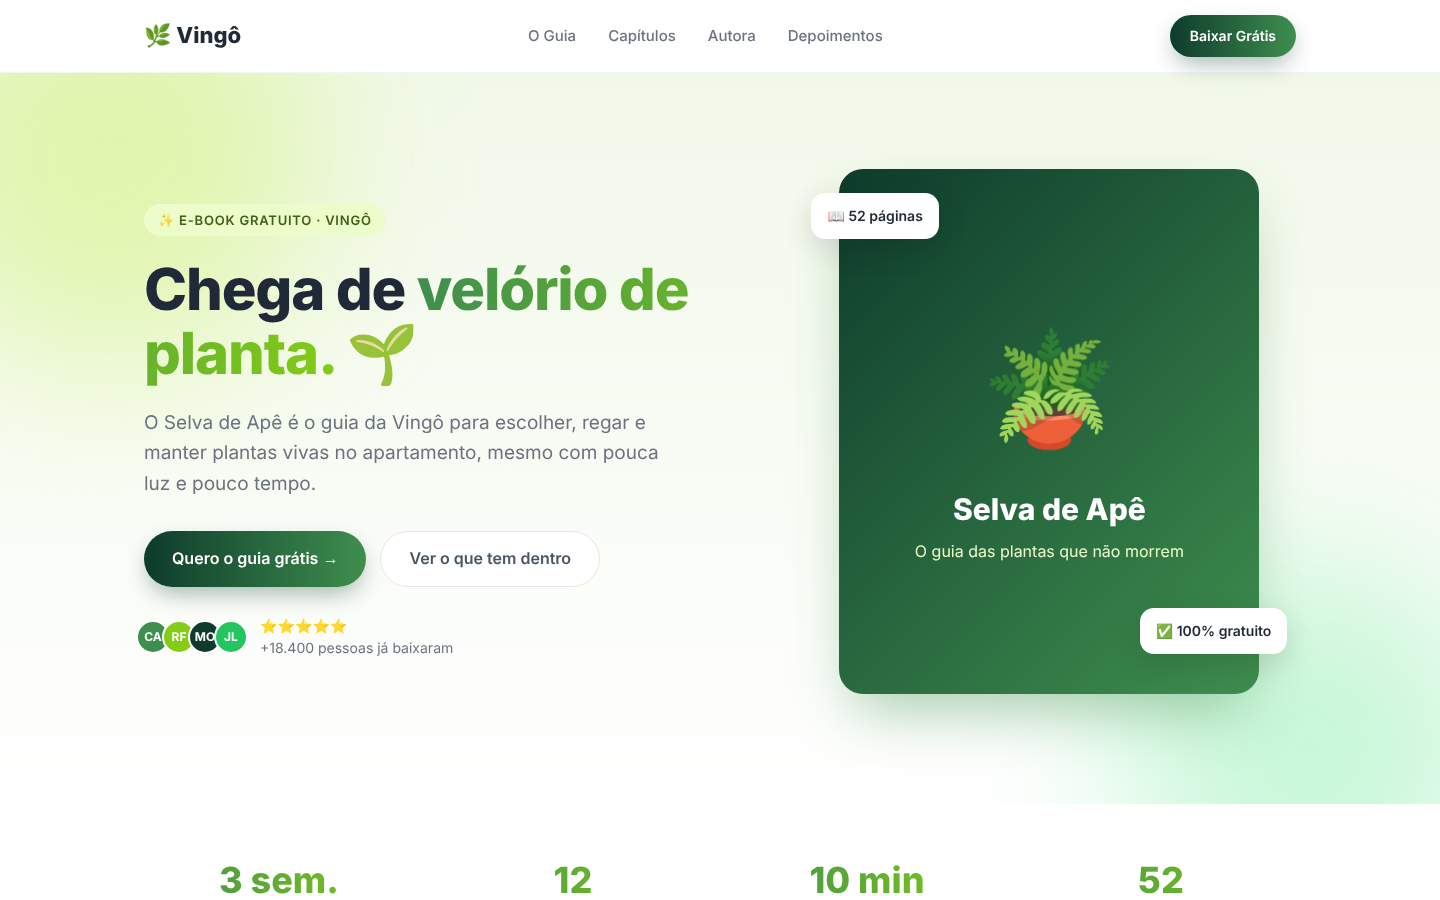 🌿 Vingô
O Guia
Capítulos
Autora
Depoimentos
Baixar Grátis
✨ E-BOOK GRATUITO · VINGÔ
Chega de velório de
planta. 🌱
O Selva de Apê é o guia da Vingô para escolher, regar e
manter plantas vivas no apartamento, mesmo com pouca
luz e pouco tempo.
Quero o guia grátis →
Ver o que tem dentro
CA RF MO JL
⭐⭐⭐⭐⭐
+18.400 pessoas já baixaram
📖 52 páginas
Selva de Apê
O guia das plantas que não morrem
✅ 100% gratuito
3 sem.
12
10 min
52